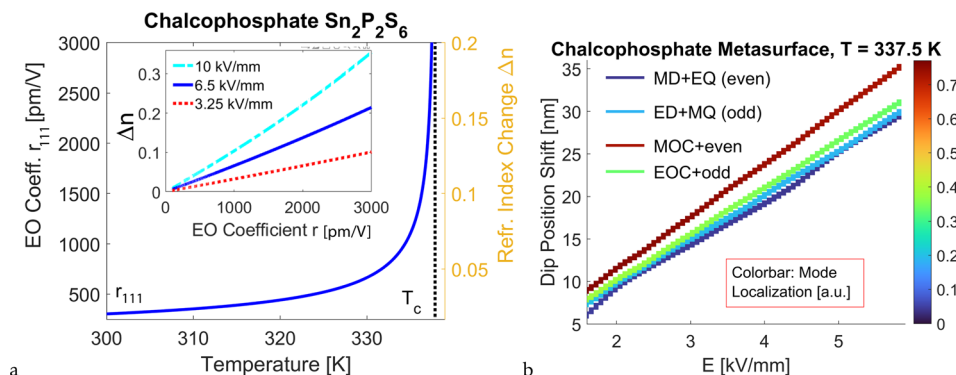 Chalcophosphate Sn2P2S6
EO Coeff. r111 [pm/V]
3000
2500
2000
1500
1000
500
300
310
320
330
Temperature [K]
r111
Tc
0.2
0.15
0.1
0.05
Refr. Index Change Δn
10 kV/mm
6.5 kV/mm
3.25 kV/mm
Δn
0.3
0.2
0.1
0
0
1000
2000
3000
EO Coefficient r [pm/V]
a
Chalcophosphate Metasurface, T = 337.5 K
Dip Position Shift [nm]
35
30
25
20
15
10
5
2
3
4
5
E [kV/mm]
MD+EQ (even)
ED+MQ (odd)
MOC+even
EOC+odd
Colorbar: Mode
Localization [a.u.]
0.7
0.6
0.5
0.4
0.3
0.2
0.1
0
b